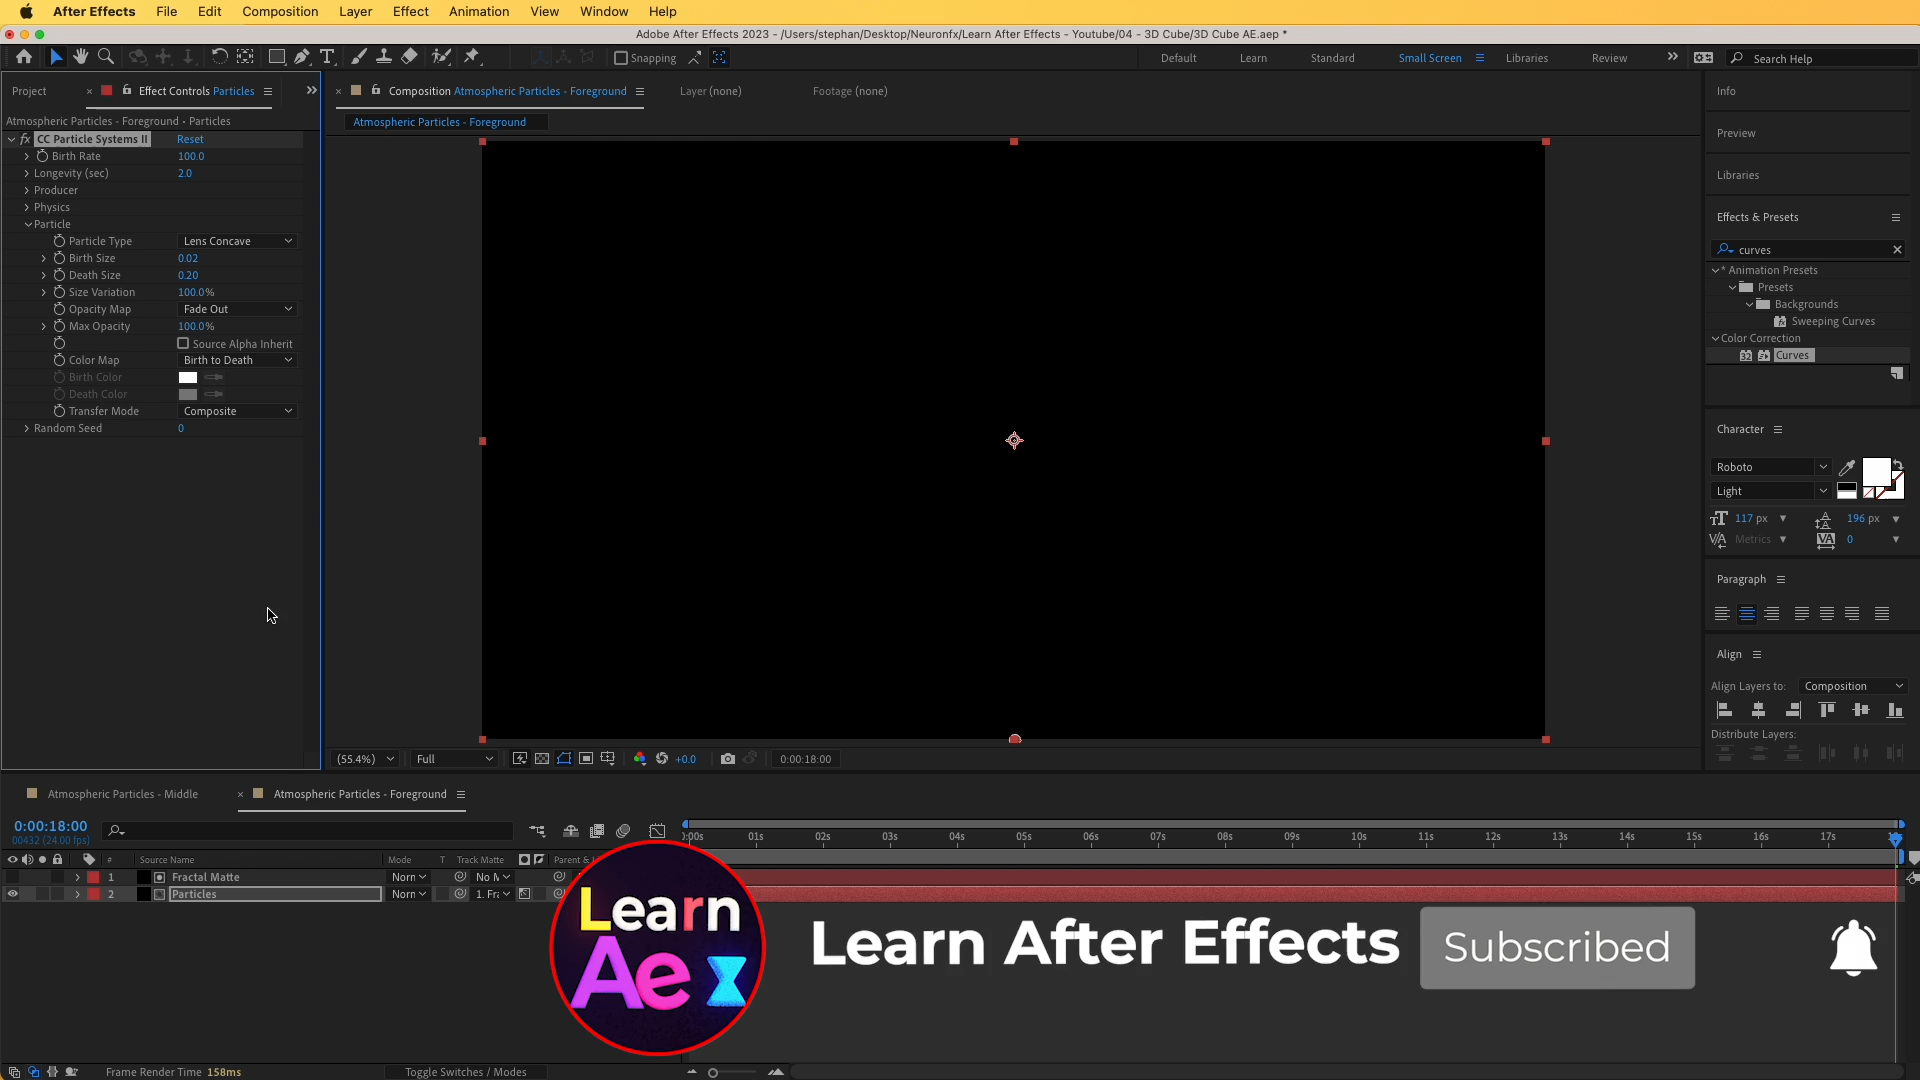 After Effects File Edit Composition Layer Effect Animation View Window Help
Adobe After Effects 2023 - /Users/stephan/Desktop/Neuronfx/Learn After Effects - Youtube/04 - 3D Cube/3D Cube AE.aep *
Snapping Default Learn Standard Small Screen Libraries Review Search Help
Project Effect Controls Particles
Composition Atmospheric Particles - Foreground Layer (none) Footage (none)
Atmospheric Particles - Foreground • Particles
Atmospheric Particles - Foreground
fx CC Particle Systems II Reset
Birth Rate 100.0
Longevity (sec) 2.0
Producer
Physics
Particle
Particle Type Lens Concave
Birth Size 0.02
Death Size 0.20
Size Variation 100.0%
Opacity Map Fade Out
Max Opacity 100.0%
Source Alpha Inherit
Color Map Birth to Death
Birth Color
Death Color
Transfer Mode Composite
Random Seed 0
Info
Preview
Libraries
Effects & Presets
curves
* Animation Presets
Presets
Backgrounds
Sweeping Curves
Color Correction
Curves
Character
Roboto
Light
117 px 196 px
Metrics 0
Paragraph
Align
Align Layers to: Composition
Distribute Layers:
(55.4%) Full +0.0 0:00:18:00
Atmospheric Particles - Middle
Atmospheric Particles - Foreground
0:00:18:00
00432 (24.00 fps)
:00s 01s 02s 03s 04s 05s 06s 07s 08s 09s 10s 11s 12s 13s 14s 15s 16s 17s
# Source Name Mode T Track Matte Parent &
1 Fractal Matte Norn No M
2 Particles Norn 1. Fra
Learn
Ae
Learn After Effects Subscribed
Frame Render Time 158ms Toggle Switches / Modes